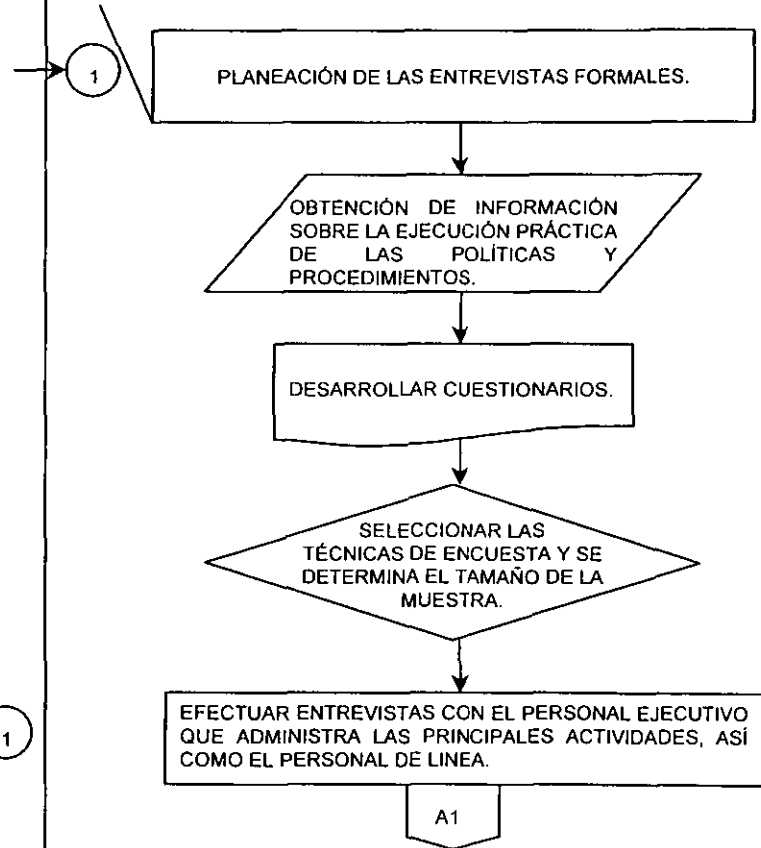 1
PLANEACIÓN DE LAS ENTREVISTAS FORMALES.
OBTENCIÓN DE INFORMACIÓN
SOBRE LA EJECUCIÓN PRÁCTICA
DE LAS POLÍTICAS Y
PROCEDIMIENTOS.
DESARROLLAR CUESTIONARIOS.
SELECCIONAR LAS
TÉCNICAS DE ENCUESTA Y SE
DETERMINA EL TAMAÑO DE LA
MUESTRA.
1
EFECTUAR ENTREVISTAS CON EL PERSONAL EJECUTIVO
QUE ADMINISTRA LAS PRINCIPALES ACTIVIDADES, ASÍ
COMO EL PERSONAL DE LINEA.
A1